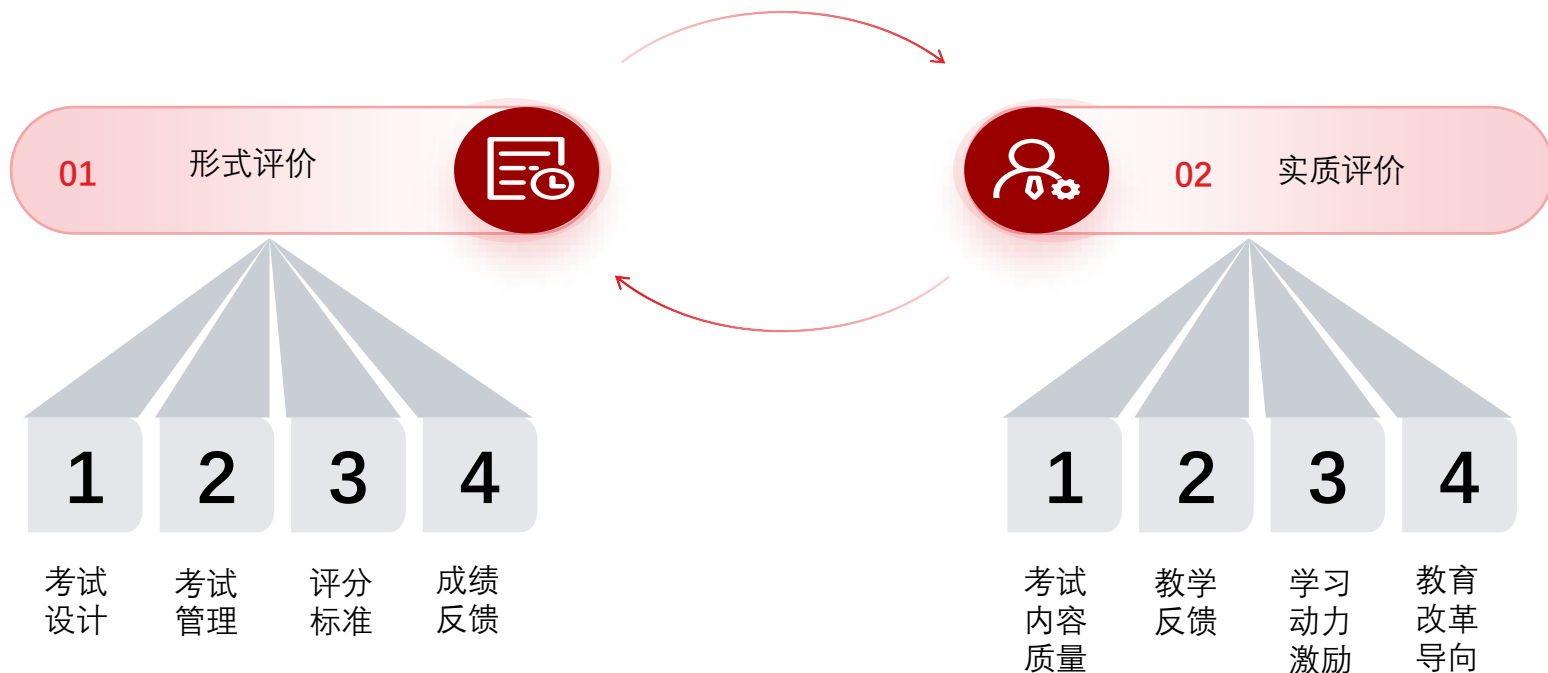 01
形式评价
02
实质评价
1
2
3
4
1
2
3
4
考试
设计
考试
管理
评分
标准
成绩
反馈
考试
内容
质量
教学
反馈
学习
动力
激励
教育
改革
导向